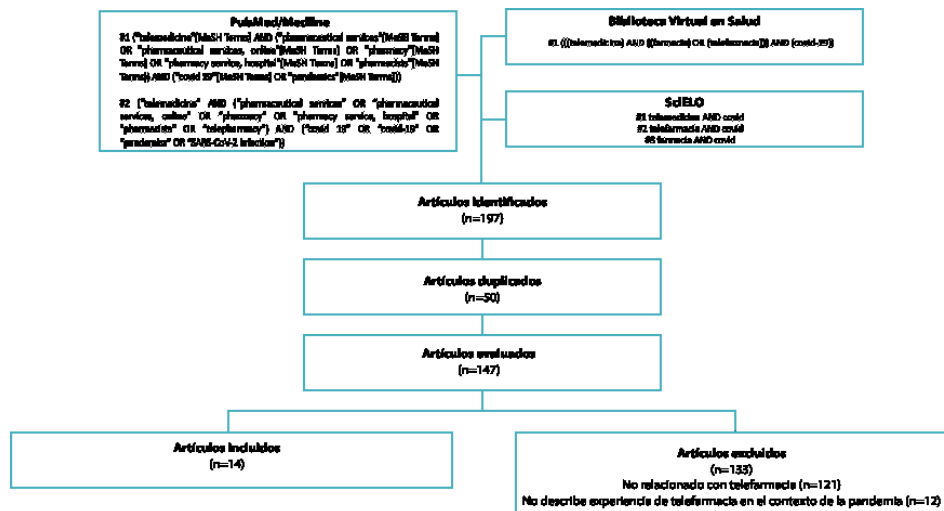 PubMed/Medline
#1 ("telemedicine"[MeSH Terms] AND ("pharmaceutical services"[MeSH Terms]
OR "pharmaceutical services, online"[MeSH Terms] OR "pharmacy"[MeSH
Terms] OR "pharmacy service, hospital"[MeSH Terms] OR "pharmacists"[MeSH
Terms]) AND ("covid 19"[MeSH Terms] OR "pandemics"[MeSH Terms]))
#2 ("telemedicine" AND ("pharmaceutical services" OR "pharmaceutical
services, online" OR "pharmacy" OR "pharmacy service, hospital" OR
"pharmacists" OR "telepharmacy") AND ("covid 19" OR "covid-19" OR
"pandemics" OR "SARS-CoV-2 infection"))
Biblioteca Virtual en Salud
#1 (((telemedicina) AND ((farmacia) OR (telefarmacia))) AND (covid-19))
SciELO
#1 telemedicina AND covid
#2 telefarmacia AND covid
#3 farmacia AND covid
Artículos identificados
(n=197)
Artículos duplicados
(n=50)
Artículos evaluados
(n=147)
Artículos incluidos
(n=14)
Artículos excluidos
(n=133)
No relacionado con telefarmacia (n=121)
No describe experiencia de telefarmacia en el contexto de la pandemia (n=12)